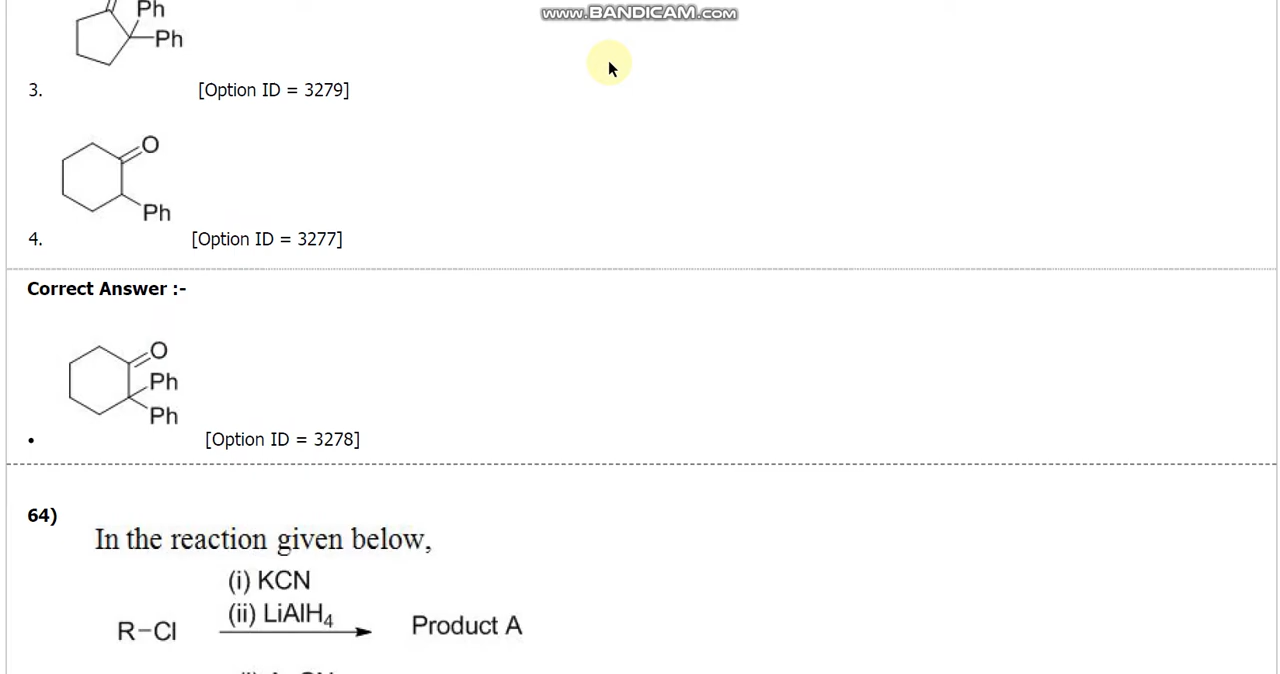 www.BANDICAM.com
Ph
Ph
3. [Option ID = 3279]
O
Ph
4. [Option ID = 3277]
Correct Answer :-
O
Ph
Ph
• [Option ID = 3278]
64)
In the reaction given below,
(i) KCN
(ii) LiAlH4
R-Cl Product A